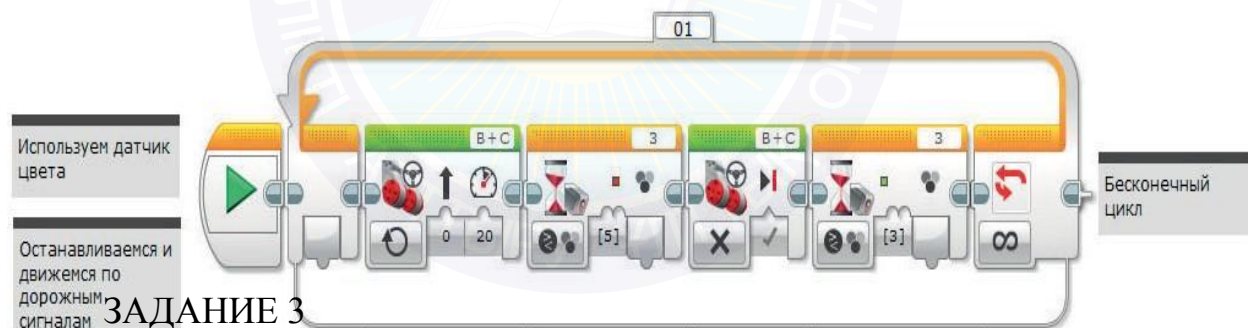 01
Используем датчик
цвета
Останавливаемся и
движемся по
дорожным
сигналам
B+C
0 20
3
[5]
B+C
3
[3]
Бесконечный
цикл
ЗАДАНИЕ 3